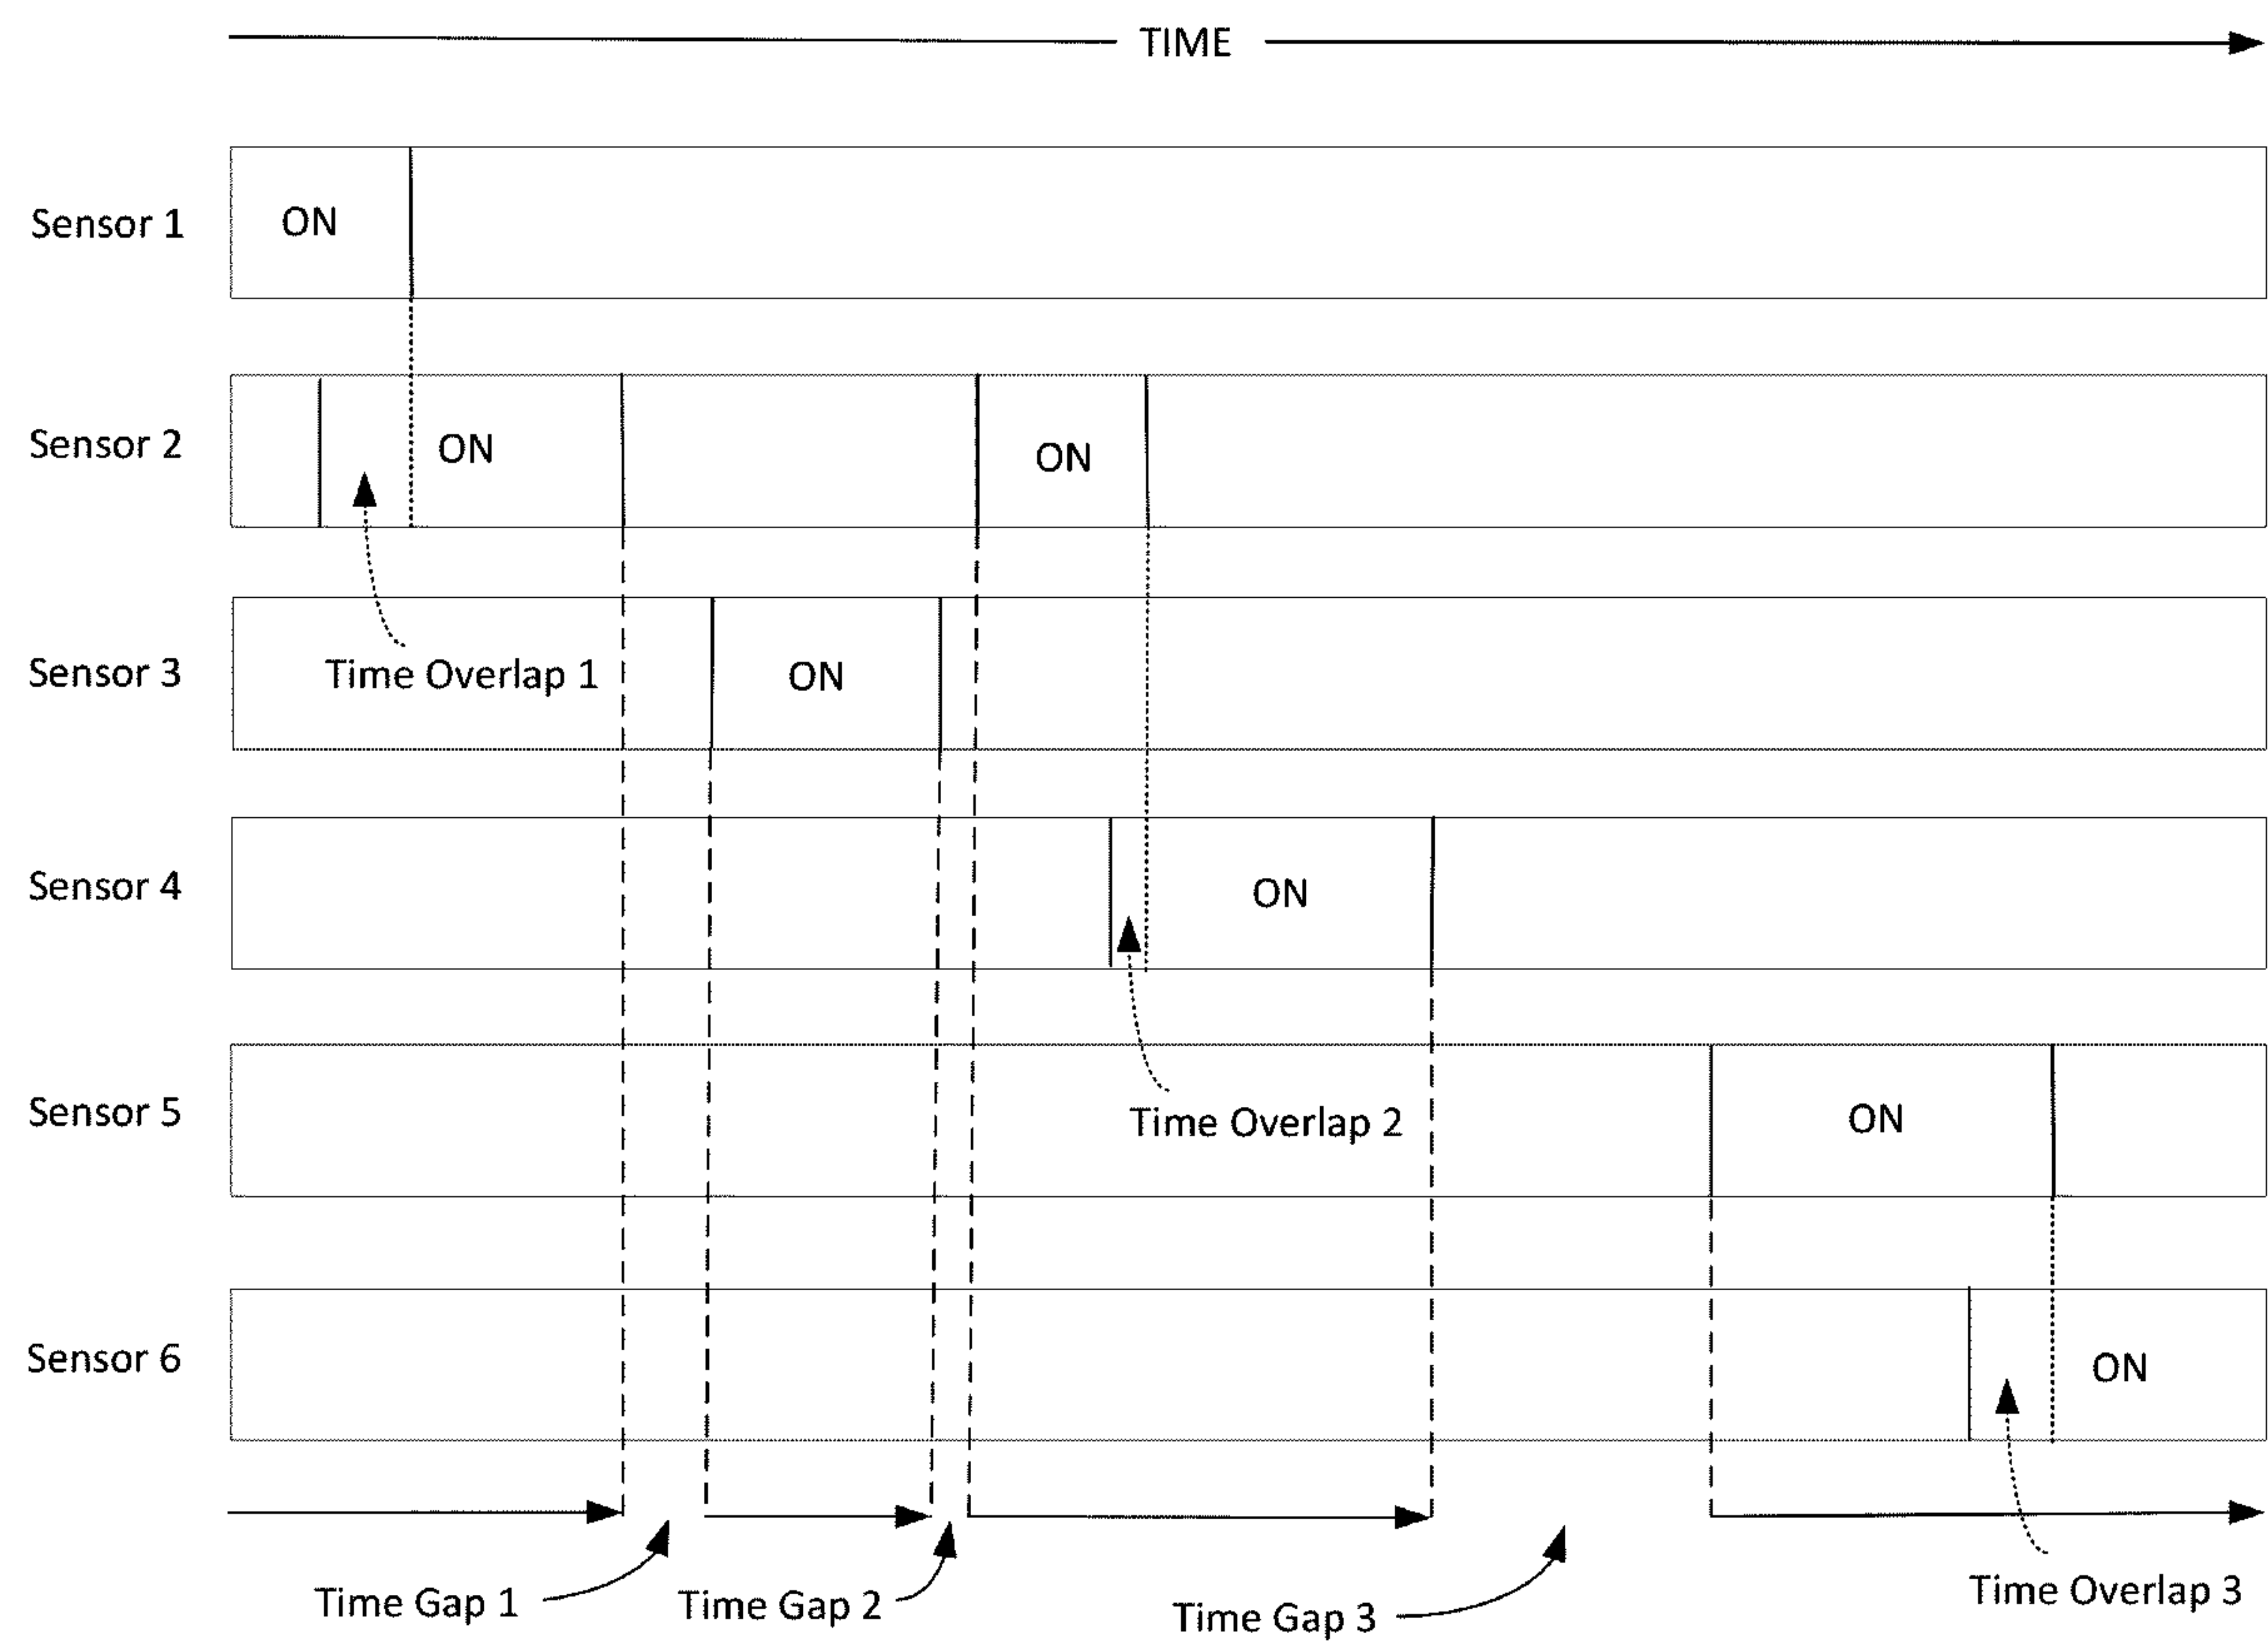 TIME
Sensor 1
ON
Sensor 2
ON
ON
Sensor 3
Time Overlap 1
ON
Sensor 4
ON
Sensor 5
Time Overlap 2
ON
Sensor 6
ON
Time Gap 1
Time Gap 2
Time Gap 3
Time Overlap 3